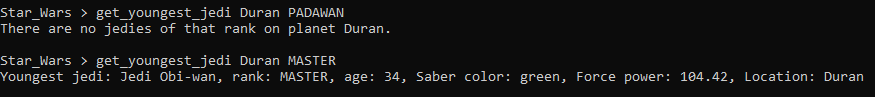 Star_Wars > get_youngest_jedi Duran PADAWAN
There are no jedies of that rank on planet Duran.
Star_Wars > get_youngest_jedi Duran MASTER
Youngest jedi: Jedi Obi-wan, rank: MASTER, age: 34, Saber color: green, Force power: 104.42, Location: Duran